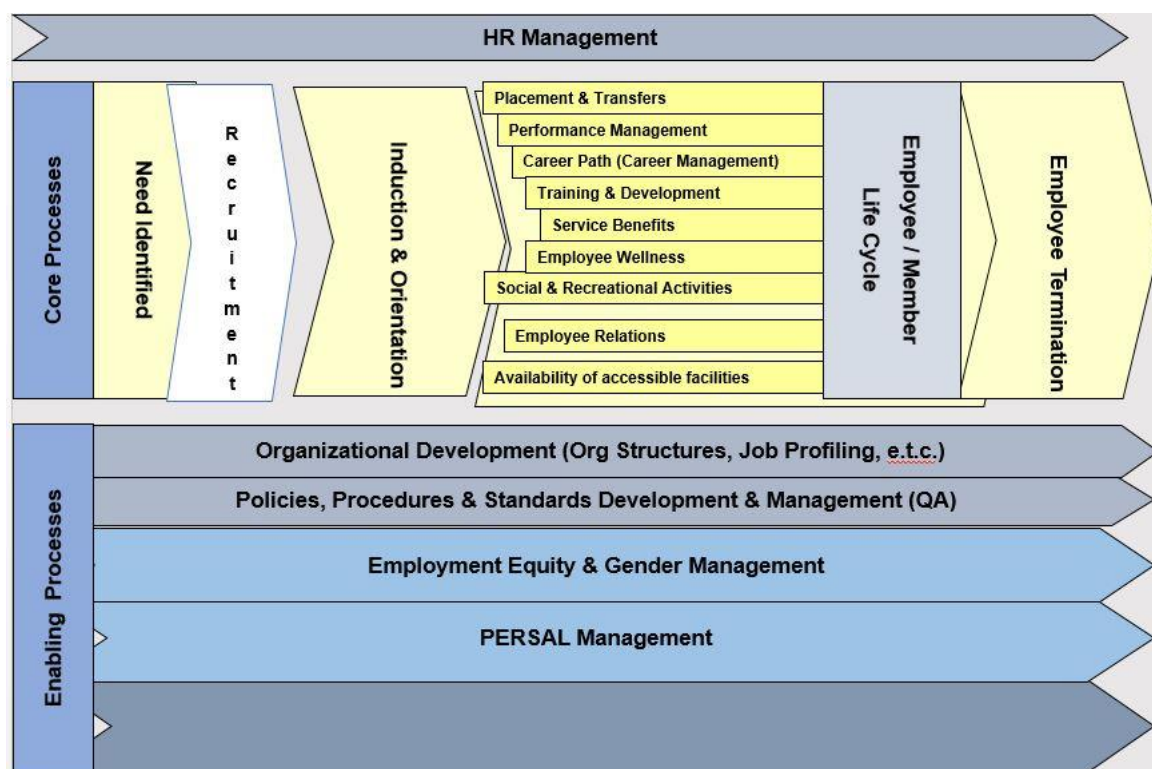 HR Management
Core Processes
Need Identified
Recruitment
Induction & Orientation
Placement & Transfers
Performance Management
Career Path (Career Management)
Training & Development
Service Benefits
Employee Wellness
Social & Recreational Activities
Employee Relations
Availability of accessible facilities
Employee / Member
Life Cycle
Employee Termination
Enabling Processes
Organizational Development (Org Structures, Job Profiling, e.t.c.)
Policies, Procedures & Standards Development & Management (QA)
Employment Equity & Gender Management
PERSAL Management